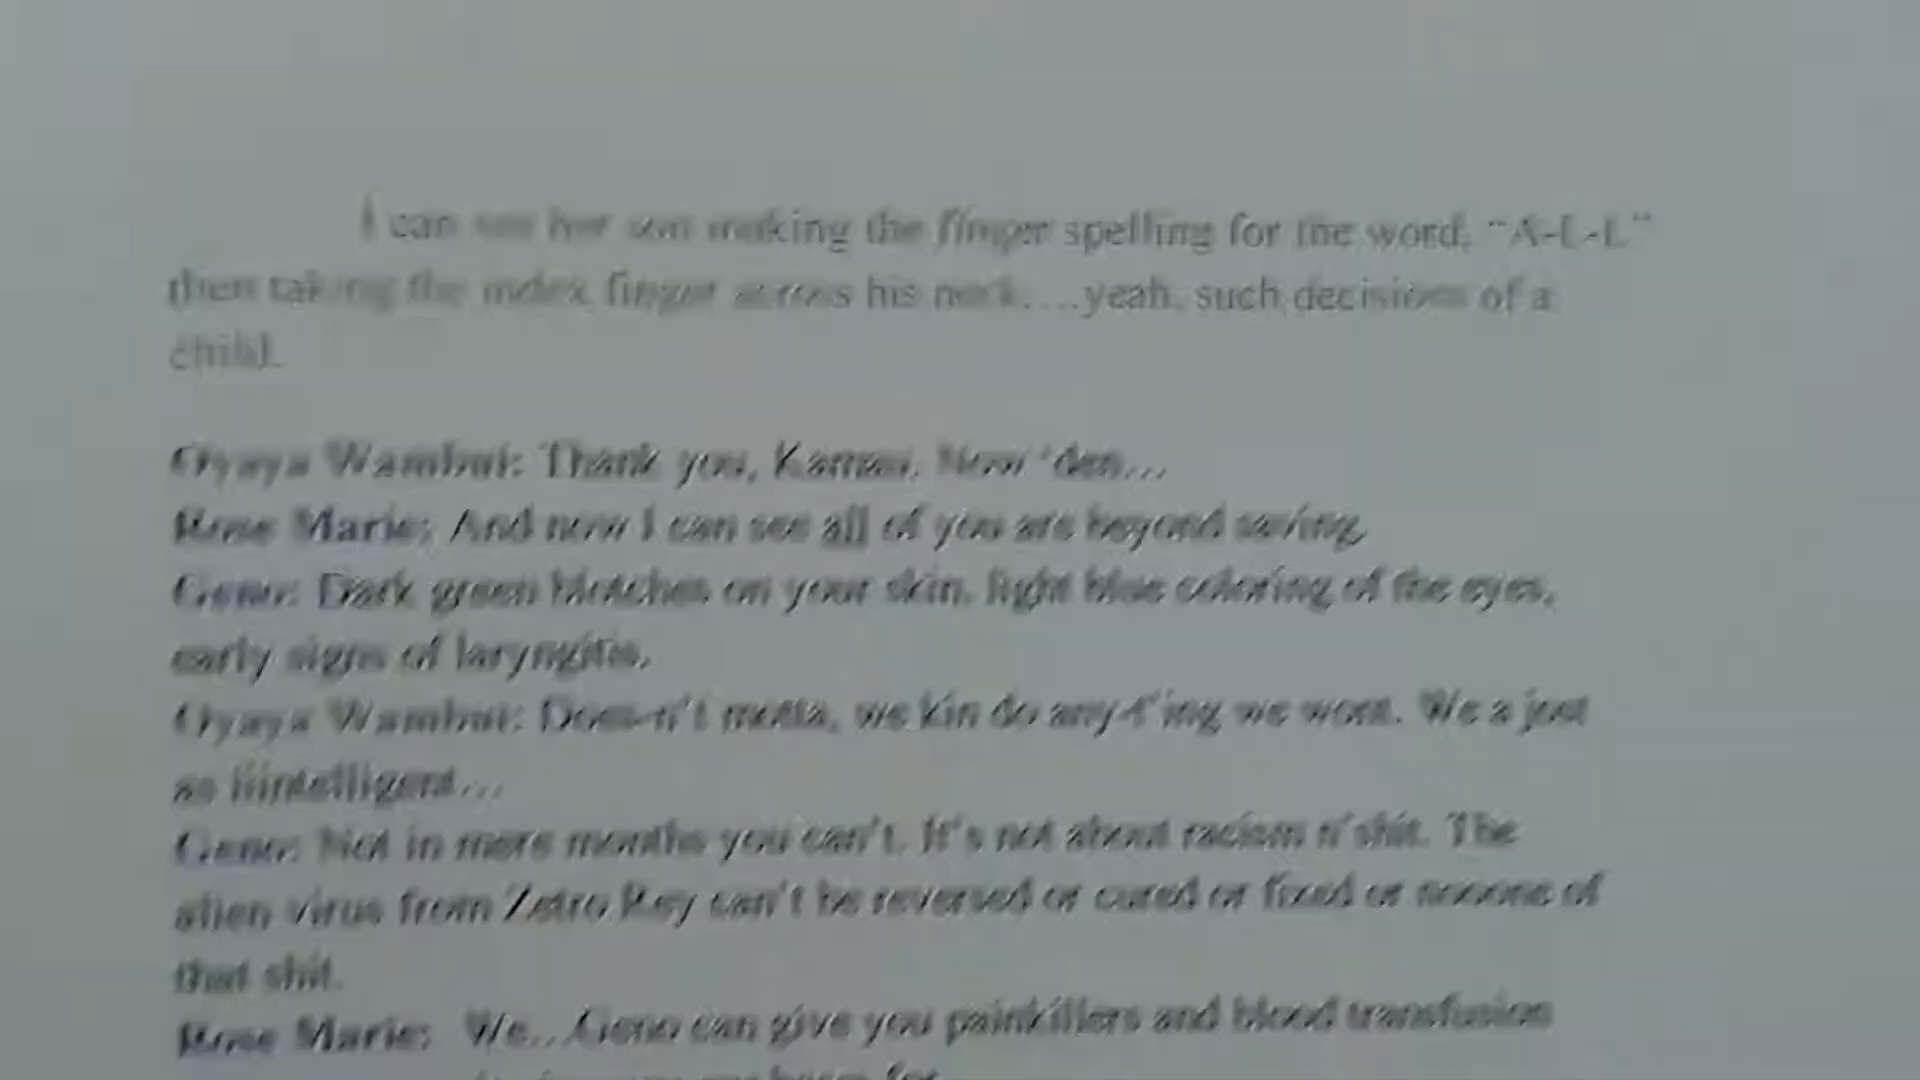 I can see her son making the finger spelling for the word, “A-L-L”
then taking the index finger across his neck….yeah, such decisions of a
child.
Oyaya Wambui: Thank you, Kamau. Now ‘den…
Rose Marie: And now I can see all of you are beyond saving.
Geno: Dark green blotches on your skin, light blue coloring of the eyes,
early signs of laryngitis.
Oyaya Wambui: Does-n't motta, we kin do any-t'ing we wont. We a jost
as iiintelligent…
Geno: Not in mere months you can't. It's not about racism n' shit. The
alien virus from Zetro Rey can't be reversed or cured or fixed or nonone of
that shit.
Rose Marie: We…Geno can give you painkillers and blood transfusion